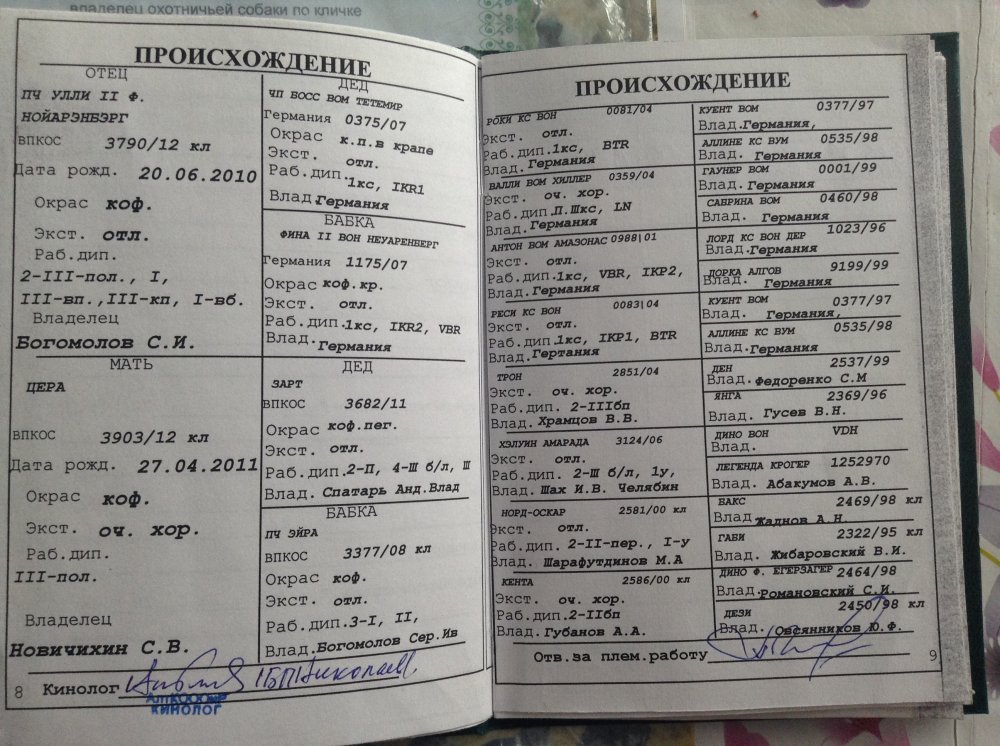 владелец охотничьей собаки по кличке
ПРОИСХОЖДЕНИЕ
ОТЕЦ
ПЧ УЛЛИ II Ф.
НОЙАРЭНБЭРГ
ВПКОС 3790/12 кл
Дата рожд. 20.06.2010
Окрас коф.
Экст. отл.
Раб.дип.
2-III-пол., I,
III-вп.,III-кп, I-вб.
Владелец
Богомолов С.И.
МАТЬ
ЦЕРА
ВПКОС 3903/12 кл
Дата рожд. 27.04.2011
Окрас коф.
Экст. оч. хор.
Раб.дип.
III-пол.
Владелец
Новичихин С.В.
ДЕД
ЧП БОСС ВОМ ТЕТЕМИР
Германия 0375/07
Окрас к.п.в крапе
Экст. отл.
Раб.дип.1кс, IKR1
Влад.Германия
БАБКА
ФИНА II ВОН НЕУАРЕНБЕРГ
Германия 1175/07
Окрас коф.кр.
Экст. отл.
Раб.дип.1кс, IKR2, VBR
Влад.Германия
ДЕД
ЗАРТ
ВПКОС 3682/11
Окрас коф.пег.
Экст. отл.
Раб.дип.2-П, 4-Ш б/л, Ш
Влад. Спатарь Анд.Влад
БАБКА
ПЧ ЭЙРА
ВПКОС 3377/08 кл
Окрас коф.
Экст. отл.
Раб.дип.3-I, II,
Влад.Богомолов Сер.Ив
8 Кинолог
КИНОЛОГ
ПРОИСХОЖДЕНИЕ
РОКИ КС ВОН 0081/04
Экст. отл.
Раб.дип.1кс, BTR
Влад.Германия
ВАЛЛИ ВОМ ХИЛЛЕР 0359/04
Экст. оч. хор.
Раб.дип.П.Шкс, LN
Влад.Германия
АНТОН ВОМ АМАЗОНАС 0988|01
Экст. отл.
Раб.дип.1кс, VBR, IKP2,
Влад.Германия
РЕСИ КС ВОН 0083|04
Экст. отл.
Раб.дип.1кс, IKP1, BTR
Влад.Гертания
ТРОН 2851/04
Экст. оч. хор.
Раб.дип. 2-IIIбп
Влад. Храмцов В.В.
ХЭЛУИН АМАРАДА 3124/06
Экст. отл.
Раб.дип. 2-Ш б/л, 1у,
Влад. Шах И.В. Челябин
НОРД-ОСКАР 2581/00 кл
Экст. отл.
Раб.дип. 2-II-пер., I-у
Влад. Шарафутдинов М.А
КЕНТА 2586/00 кл
Экст. оч. хор.
Раб.дип. 2-IIбп
Влад. Губанов А.А.
КУЕНТ ВОМ 0377/97
Влад.Германия,
АЛЛИНЕ КС ВУМ 0535/98
Влад. Германия
ГАУНЕР ВОМ 0001/99
Влад. Германия
САБРИНА ВОМ 0460/98
Влад. Германия
ЛОРД КС ВОН ДЕР 1023/96
Влад.Германия
ЛОРКА АЛГОВ 9199/99
Влад. Германия
КУЕНТ ВОМ 0377/97
Влад. Германия,
АЛЛИНЕ КС ВУМ 0535/98
Влад.Германия
ДЕН 2537/99
Влад.Федоренко С.М
ЯНГА 2369/96
Влад. Гусев В.Н.
ДИНО ВОН VDH
Влад.
ЛЕГЕНДА КРОГЕР 1252970
Влад. Абакумов А.В.
ВАКС 2469/98 кл
Влад.Жаднов А.Н.
ГАБИ 2322/95 кл
Влад. Жибаровский В.И.
ДИНО Ф. ЕГЕРЗАГЕР 2464/98
Влад.Романовский С.И.
ДЕЗИ 2450/98 кл
Влад. Овсянников Ю.Ф.
Отв.за плем.работу
9